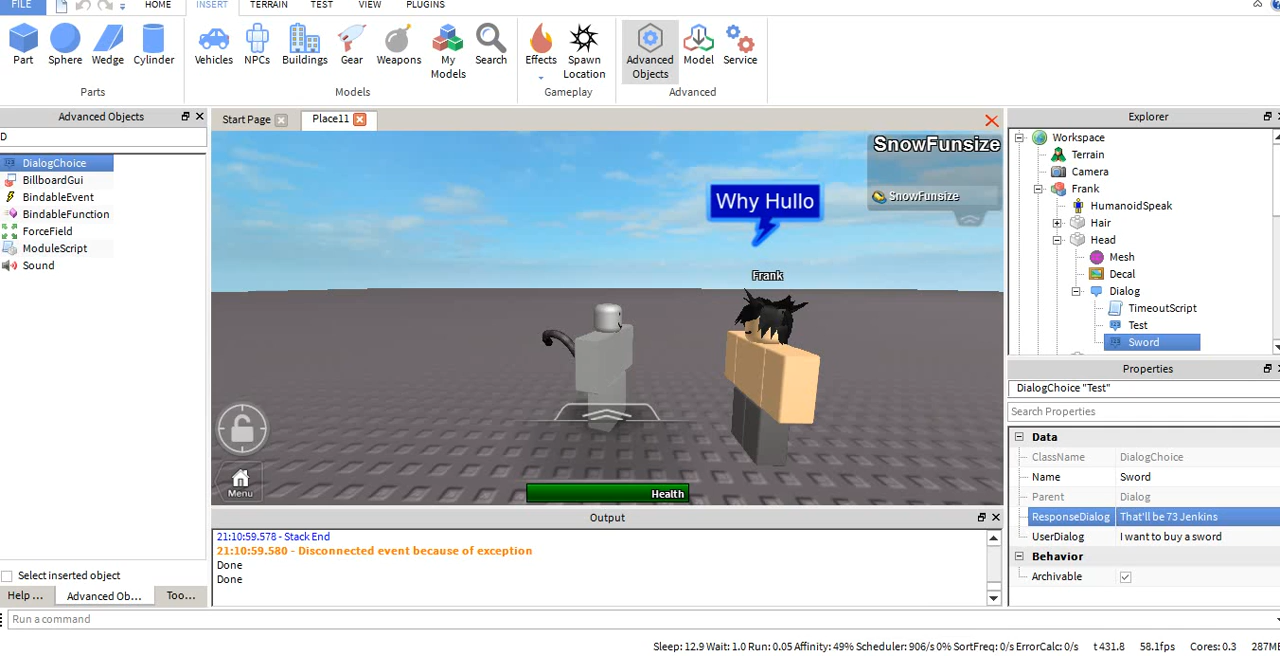 FILE HOME INSERT TERRAIN TEST VIEW PLUGINS
Part Sphere Wedge Cylinder Vehicles NPCs Buildings Gear Weapons My Models Search Effects Spawn Location Advanced Objects Model Service
Parts Models Gameplay Advanced
Advanced Objects
D
DialogChoice
BillboardGui
BindableEvent
BindableFunction
ForceField
ModuleScript
Sound
Select inserted object
Help ... Advanced Ob... Too...
Start Page Place11
SnowFunsize
SnowFunsize
Why Hullo
Frank
Menu
Health
Output
21:10:59.578 - Stack End
21:10:59.580 - Disconnected event because of exception
Done
Done
Explorer
Workspace
Terrain
Camera
Frank
HumanoidSpeak
Hair
Head
Mesh
Decal
Dialog
TimeoutScript
Test
Sword
Properties
DialogChoice "Test"
Search Properties
Data
ClassName DialogChoice
Name Sword
Parent Dialog
ResponseDialog That'll be 73 Jenkins
UserDialog I want to buy a sword
Behavior
Archivable
Run a command
Sleep: 12.9 Wait: 1.0 Run: 0.05 Affinity: 49% Scheduler: 906/s 0% SortFreq: 0/s ErrorCalc: 0/s t 431.8 58.1fps Cores: 0.3 287MB